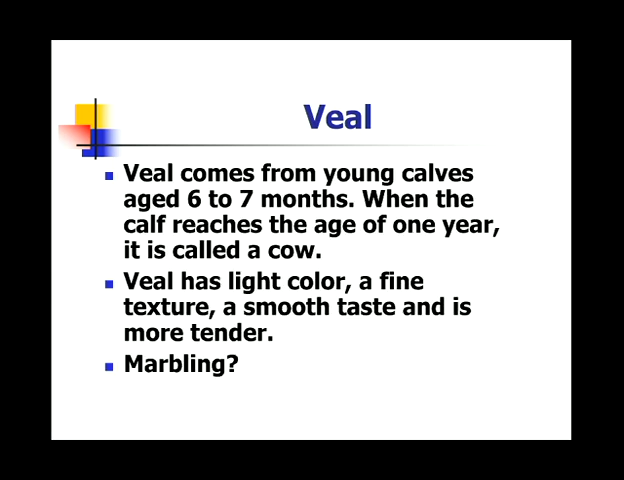 Veal
Veal comes from young calves
aged 6 to 7 months. When the
calf reaches the age of one year,
it is called a cow.
Veal has light color, a fine
texture, a smooth taste and is
more tender.
Marbling?